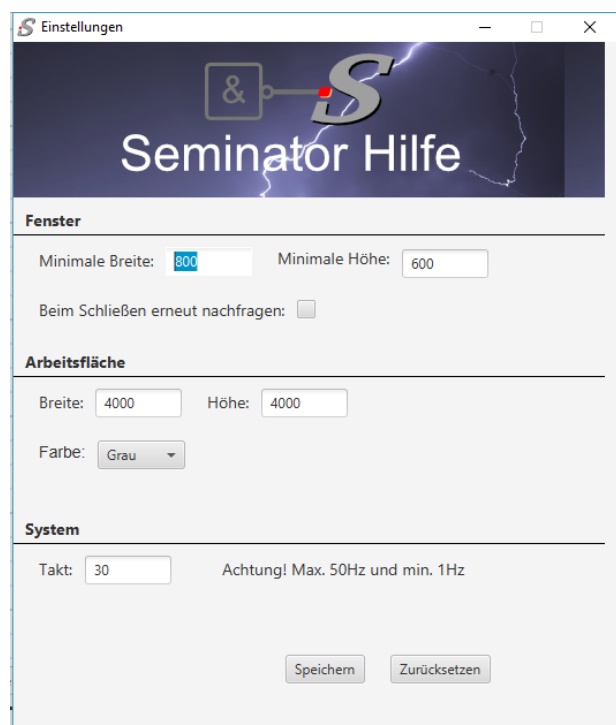 S Einstellungen
&
S
Seminator Hilfe
Fenster
Minimale Breite: 800 Minimale Höhe: 600
Beim Schließen erneut nachfragen:
Arbeitsfläche
Breite: 4000 Höhe: 4000
Farbe: Grau
System
Takt: 30 Achtung! Max. 50Hz und min. 1Hz
Speichern Zurücksetzen